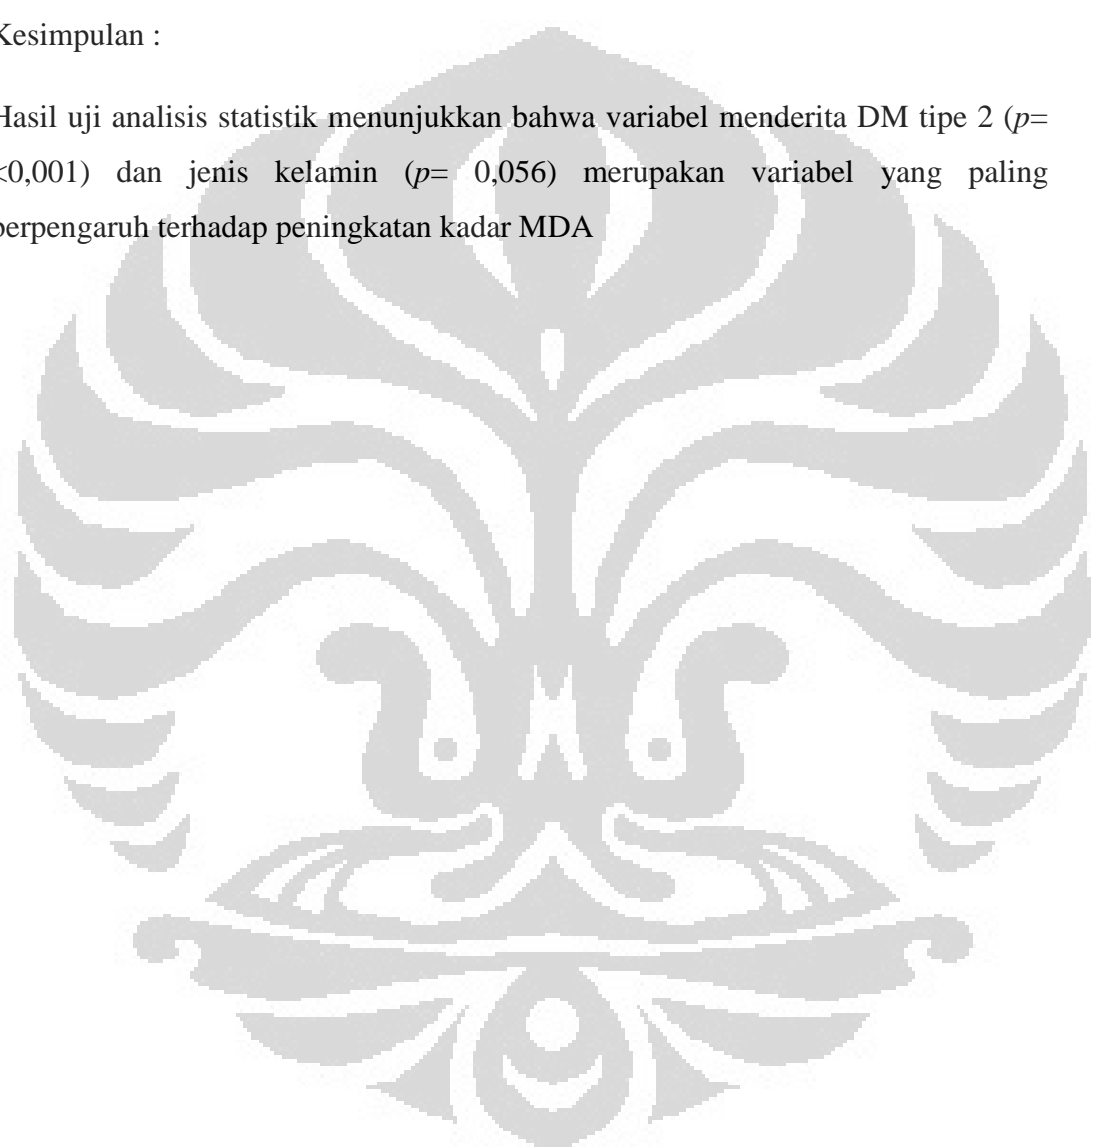 Kesimpulan :
Hasil uji analisis statistik menunjukkan bahwa variabel menderita DM tipe 2 (p=
<0,001) dan jenis kelamin (p= 0,056) merupakan variabel yang paling
berpengaruh terhadap peningkatan kadar MDA